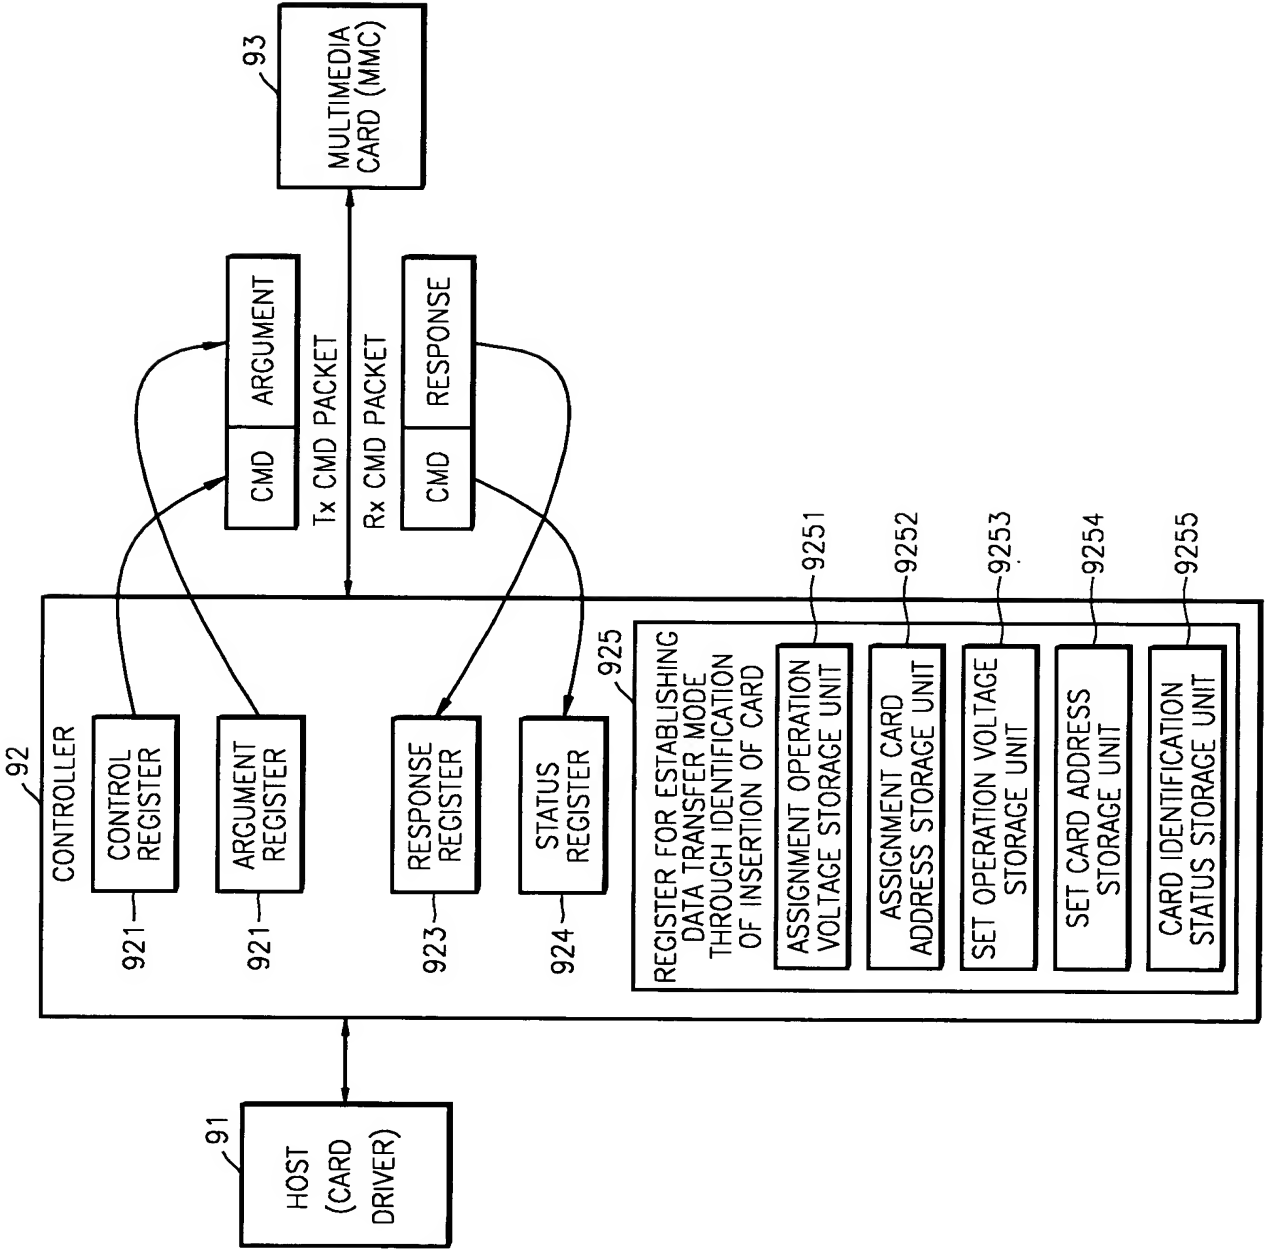 91
HOST
(CARD
DRIVER)
92
CONTROLLER
921
CONTROL
REGISTER
921
ARGUMENT
REGISTER
923
RESPONSE
REGISTER
924
STATUS
REGISTER
925
REGISTER FOR ESTABLISHING
DATA TRANSFER MODE
THROUGH IDENTIFICATION
OF INSERTION OF CARD
ASSIGNMENT OPERATION
VOLTAGE STORAGE UNIT
9251
ASSIGNMENT CARD
ADDRESS STORAGE UNIT
9252
SET OPERATION VOLTAGE
STORAGE UNIT
9253
SET CARD ADDRESS
STORAGE UNIT
9254
CARD IDENTIFICATION
STATUS STORAGE UNIT
9255
CMD
ARGUMENT
Tx CMD PACKET
Rx CMD PACKET
CMD
RESPONSE
93
MULTIMEDIA
CARD (MMC)